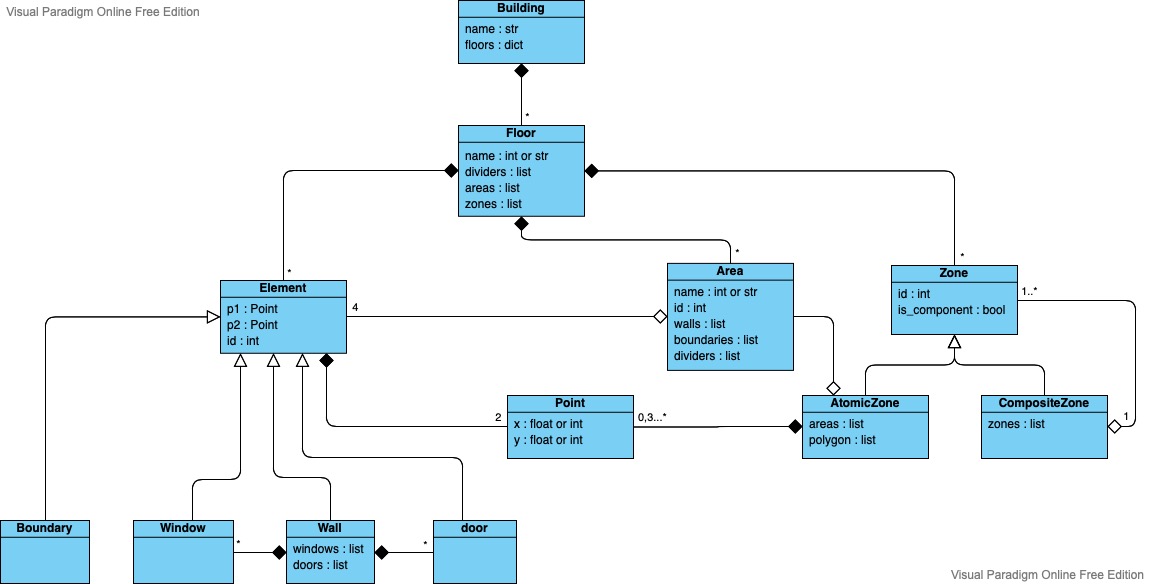 Visual Paradigm Online Free Edition
Building
name : str
floors : dict
*
Floor
name : int or str
dividers : list
areas : list
zones : list
*
*
*
Element
p1 : Point
p2 : Point
id : int
4
Area
name : int or str
id : int
walls : list
boundaries : list
dividers : list
Zone
id : int
is_component : bool
1..*
2
Point
x : float or int
y : float or int
0,3...*
AtomicZone
areas : list
polygon : list
CompositeZone
zones : list
1
Boundary
Window
*
Wall
windows : list
doors : list
*
door
Visual Paradigm Online Free Edition